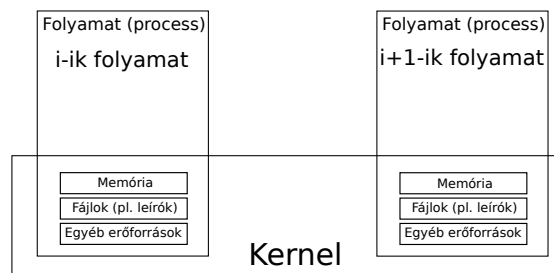 Folyamat (process)
i-ik folyamat
Memória
Fájlok (pl. leírók)
Egyéb erőforrások
Folyamat (process)
i+1-ik folyamat
Memória
Fájlok (pl. leírók)
Egyéb erőforrások
Kernel